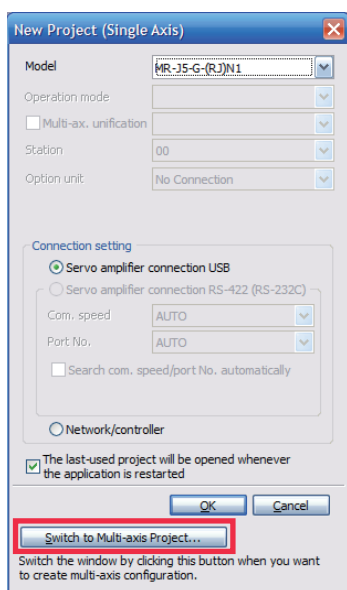 New Project (Single Axis)
Model
MR-J5-G-(RJ)N1
Operation mode
Multi-ax. unification
Station
00
Option unit
No Connection
Connection setting
Servo amplifier connection USB
Servo amplifier connection RS-422 (RS-232C)
Com. speed
AUTO
Port No.
AUTO
Search com. speed/port No. automatically
Network/controller
The last-used project will be opened whenever
the application is restarted
OK
Cancel
Switch to Multi-axis Project...
Switch the window by clicking this button when you want
to create multi-axis configuration.